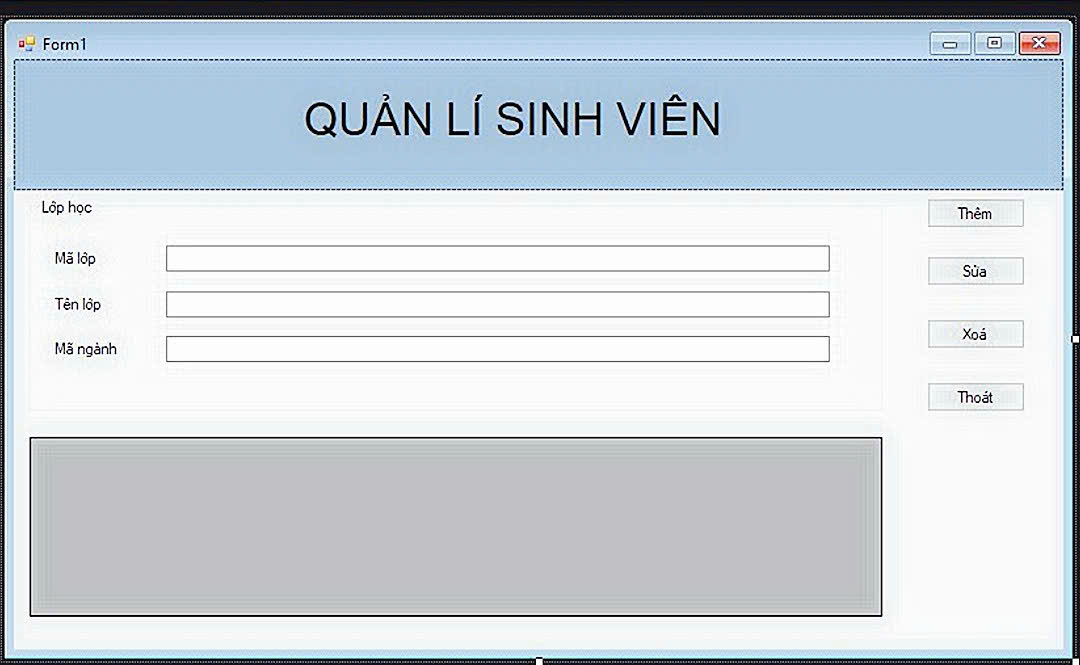 Form1
QUẢN LÍ SINH VIÊN
Lớp học
Thêm
Mã lớp
Sửa
Tên lớp
Xoá
Mã ngành
Thoát